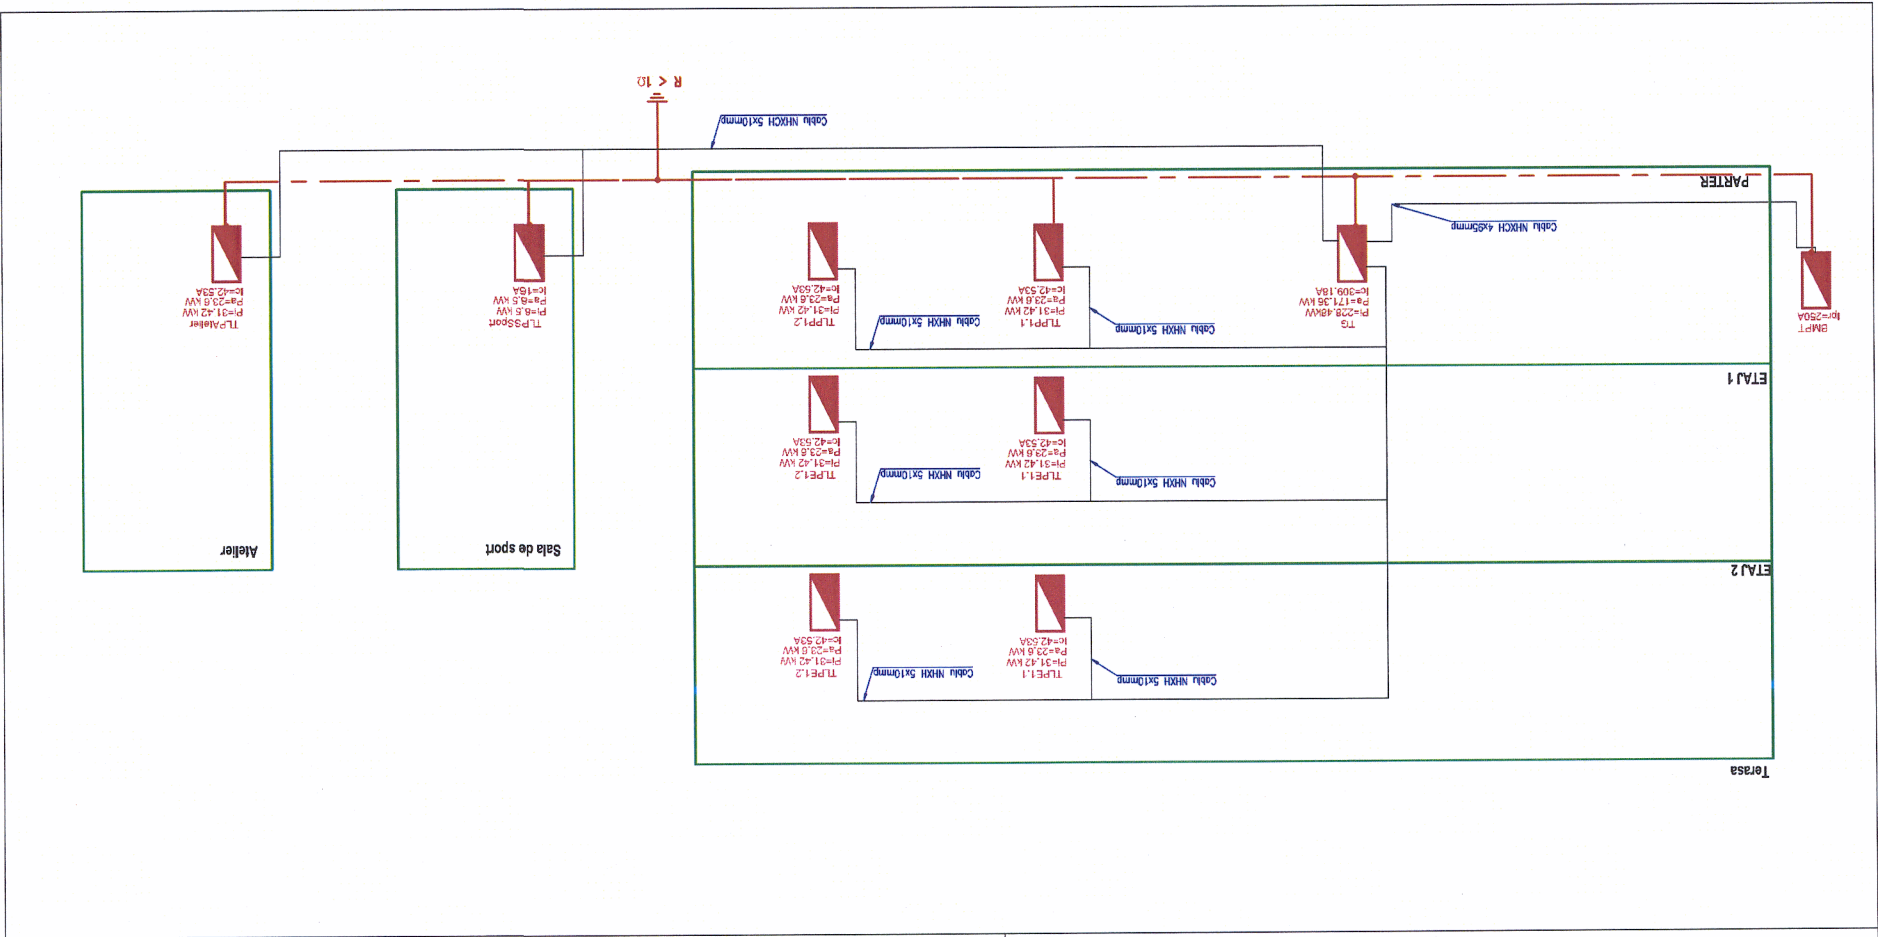 Terasa
Cablu NHXH 5x10mmp
TLPE1.1
Pi=31.42 kW
Pa=23.6 kW
Ic=42.53A
Cablu NHXH 5x10mmp
TLPE1.2
Pi=31.42 kW
Pa=23.6 kW
Ic=42.53A
ETAJ 2
Sala de sport
Atelier
Cablu NHXH 5x10mmp
TLPE1.1
Pi=31.42 kW
Pa=23.6 kW
Ic=42.53A
Cablu NHXH 5x10mmp
TLPE1.2
Pi=31.42 kW
Pa=23.6 kW
Ic=42.53A
ETAJ 1
BMPT
Ipr=250A
TG
Pi=228.48kW
Pa=171.36 kW
Ic=309.18A
Cablu NHXH 5x10mmp
TLPP1.1
Pi=31.42 kW
Pa=23.6 kW
Ic=42.53A
Cablu NHXH 5x10mmp
TLPP1.2
Pi=31.42 kW
Pa=23.6 kW
Ic=42.53A
TLPSSport
Pi=8.5 kW
Pa=8.5 kW
Ic=16A
TLPAtelier
Pi=31.42 kW
Pa=23.6 kW
Ic=42.53A
Cablu NHXCH 4x95mmp
PARTER
Cablu NHXCH 5x10mmp
R < 1Ω